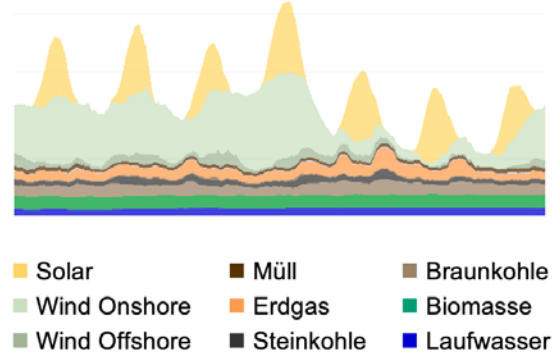 Solar Müll Braunkohle
Wind Onshore Erdgas Biomasse
Wind Offshore Steinkohle Laufwasser